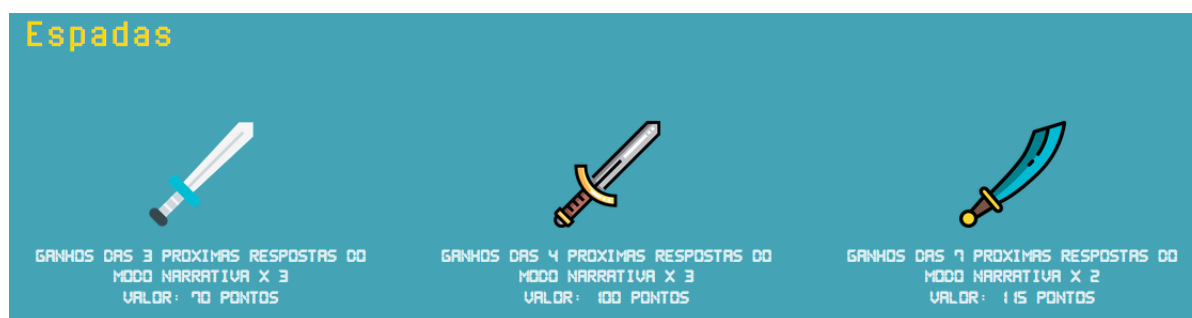 Espadas
GANHOS DAS 3 PROXIMAS RESPOSTAS DO
MODO NARRATIVA X 3
VALOR: 70 PONTOS
GANHOS DAS 4 PROXIMAS RESPOSTAS DO
MODO NARRATIVA X 3
VALOR: 100 PONTOS
GANHOS DAS 7 PROXIMAS RESPOSTAS DO
MODO NARRATIVA X 2
VALOR: 115 PONTOS